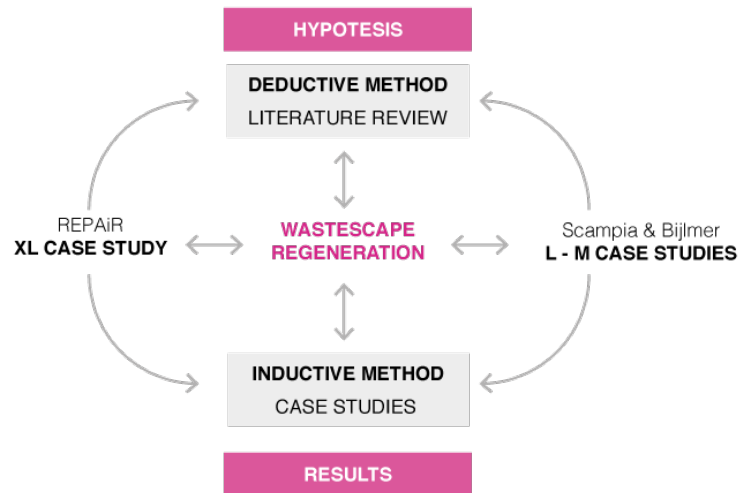 HYPOTESIS
DEDUCTIVE METHOD
LITERATURE REVIEW
REPAiR
XL CASE STUDY
WASTESCAPE
REGENERATION
Scampia & Bijlmer
L - M CASE STUDIES
INDUCTIVE METHOD
CASE STUDIES
RESULTS